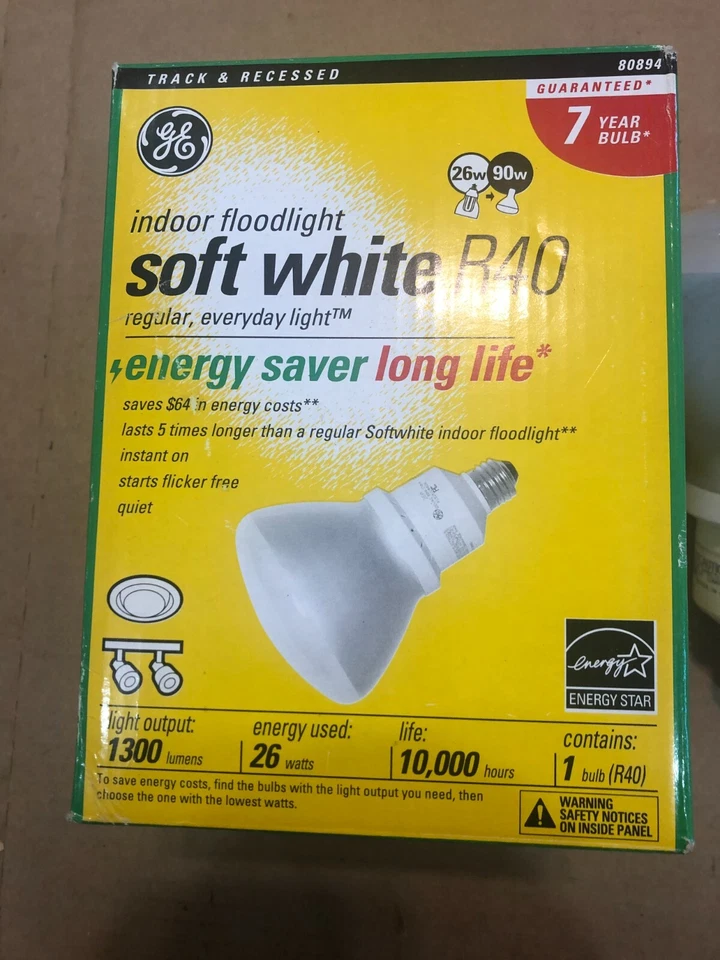 TRACK & RECESSED
80894
GUARANTEED*
7 YEAR
BULB*
GE
26w 90w
indoor floodlight
soft white R40
regular, everyday light™
energy saver long life*
saves $64 in energy costs**
lasts 5 times longer than a regular Softwhite indoor floodlight**
instant on
starts flicker free
quiet
energy
ENERGY STAR
light output:
1300 lumens
energy used:
26 watts
life:
10,000 hours
contains:
1 bulb (R40)
To save energy costs, find the bulbs with the light output you need, then
choose the one with the lowest watts.
WARNING
SAFETY NOTICES
ON INSIDE PANEL